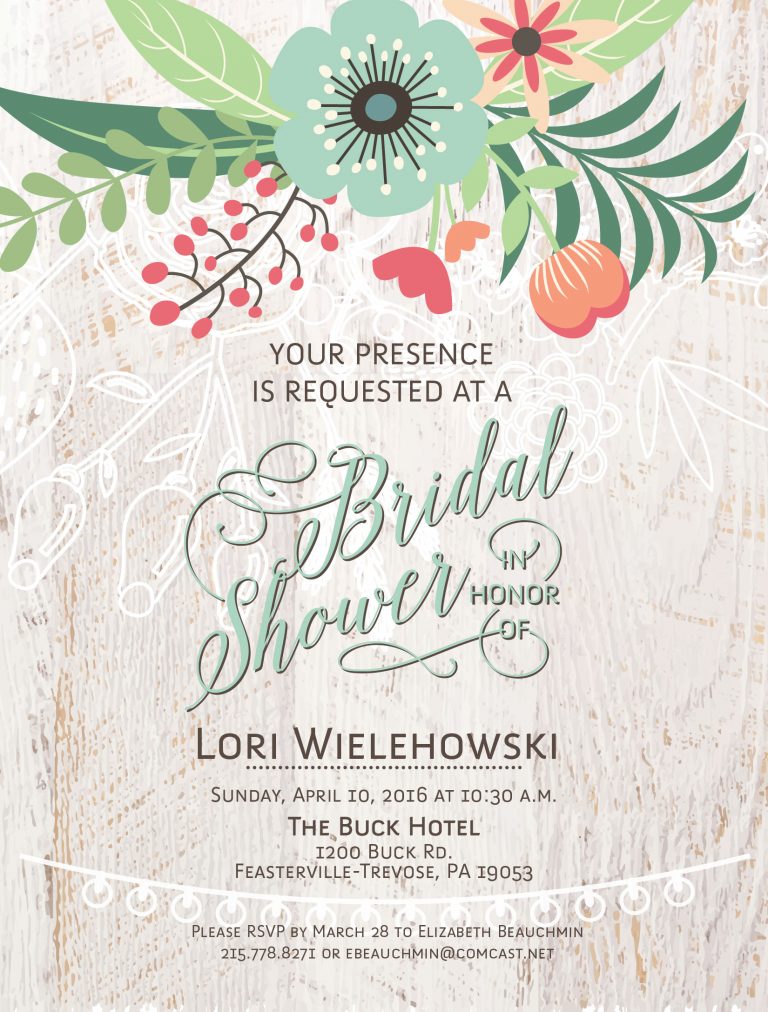 YOUR PRESENCE
IS REQUESTED AT A
Bridal
Shower IN HONOR OF
LORI WIELEHOWSKI
SUNDAY, APRIL 10, 2016 AT 10:30 A.M.
THE BUCK HOTEL
1200 BUCK RD.
FEASTERVILLE-TREVOSE, PA 19053
PLEASE RSVP BY MARCH 28 TO ELIZABETH BEAUCHMIN
215.778.8271 OR EBEAUCHMIN@COMCAST.NET